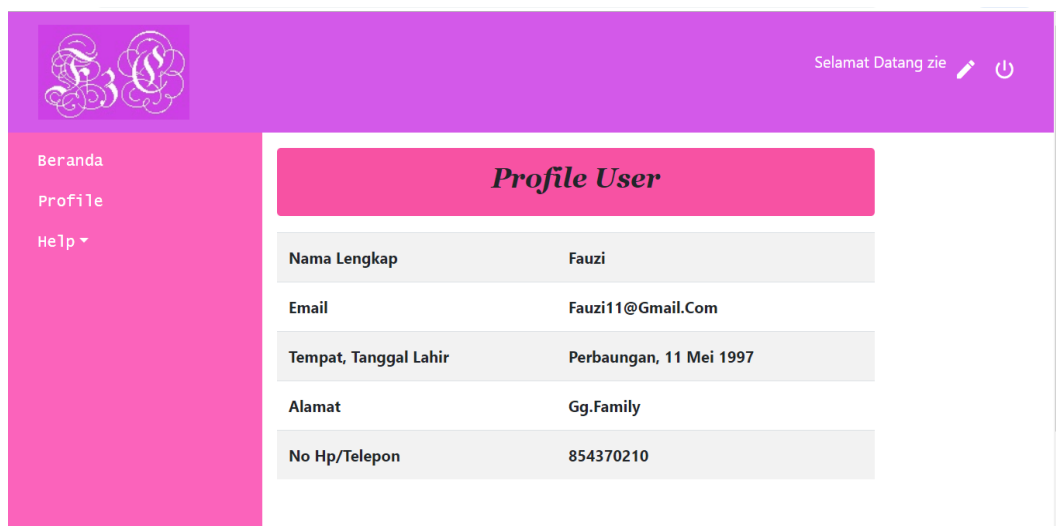 FzC
Selamat Datang zie
Beranda
Profile
Help
Profile User
Nama Lengkap Fauzi
Email Fauzi11@Gmail.Com
Tempat, Tanggal Lahir Perbaungan, 11 Mei 1997
Alamat Gg.Family
No Hp/Telepon 854370210